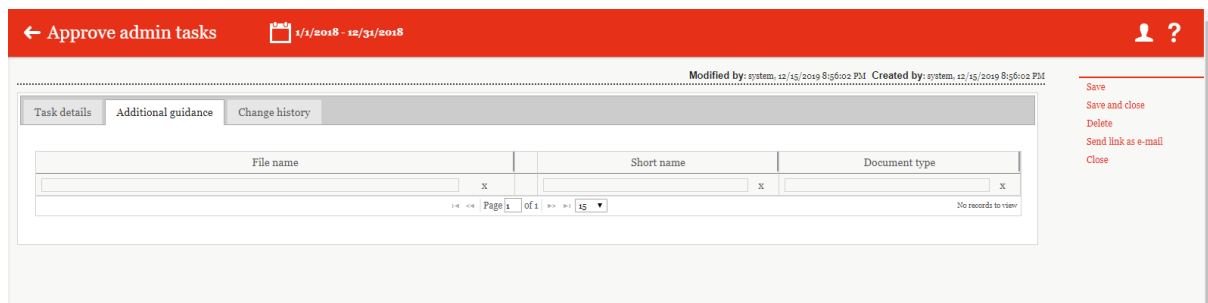 Approve admin tasks 1/1/2018 - 12/31/2018 ?
Modified by: system, 12/15/2019 8:56:02 PM Created by: system, 12/15/2019 8:56:02 PM
Save
Save and close
Delete
Send link as e-mail
Close
Task details Additional guidance Change history
File name Short name Document type
x x x
Page 1 of 1 15 No records to view